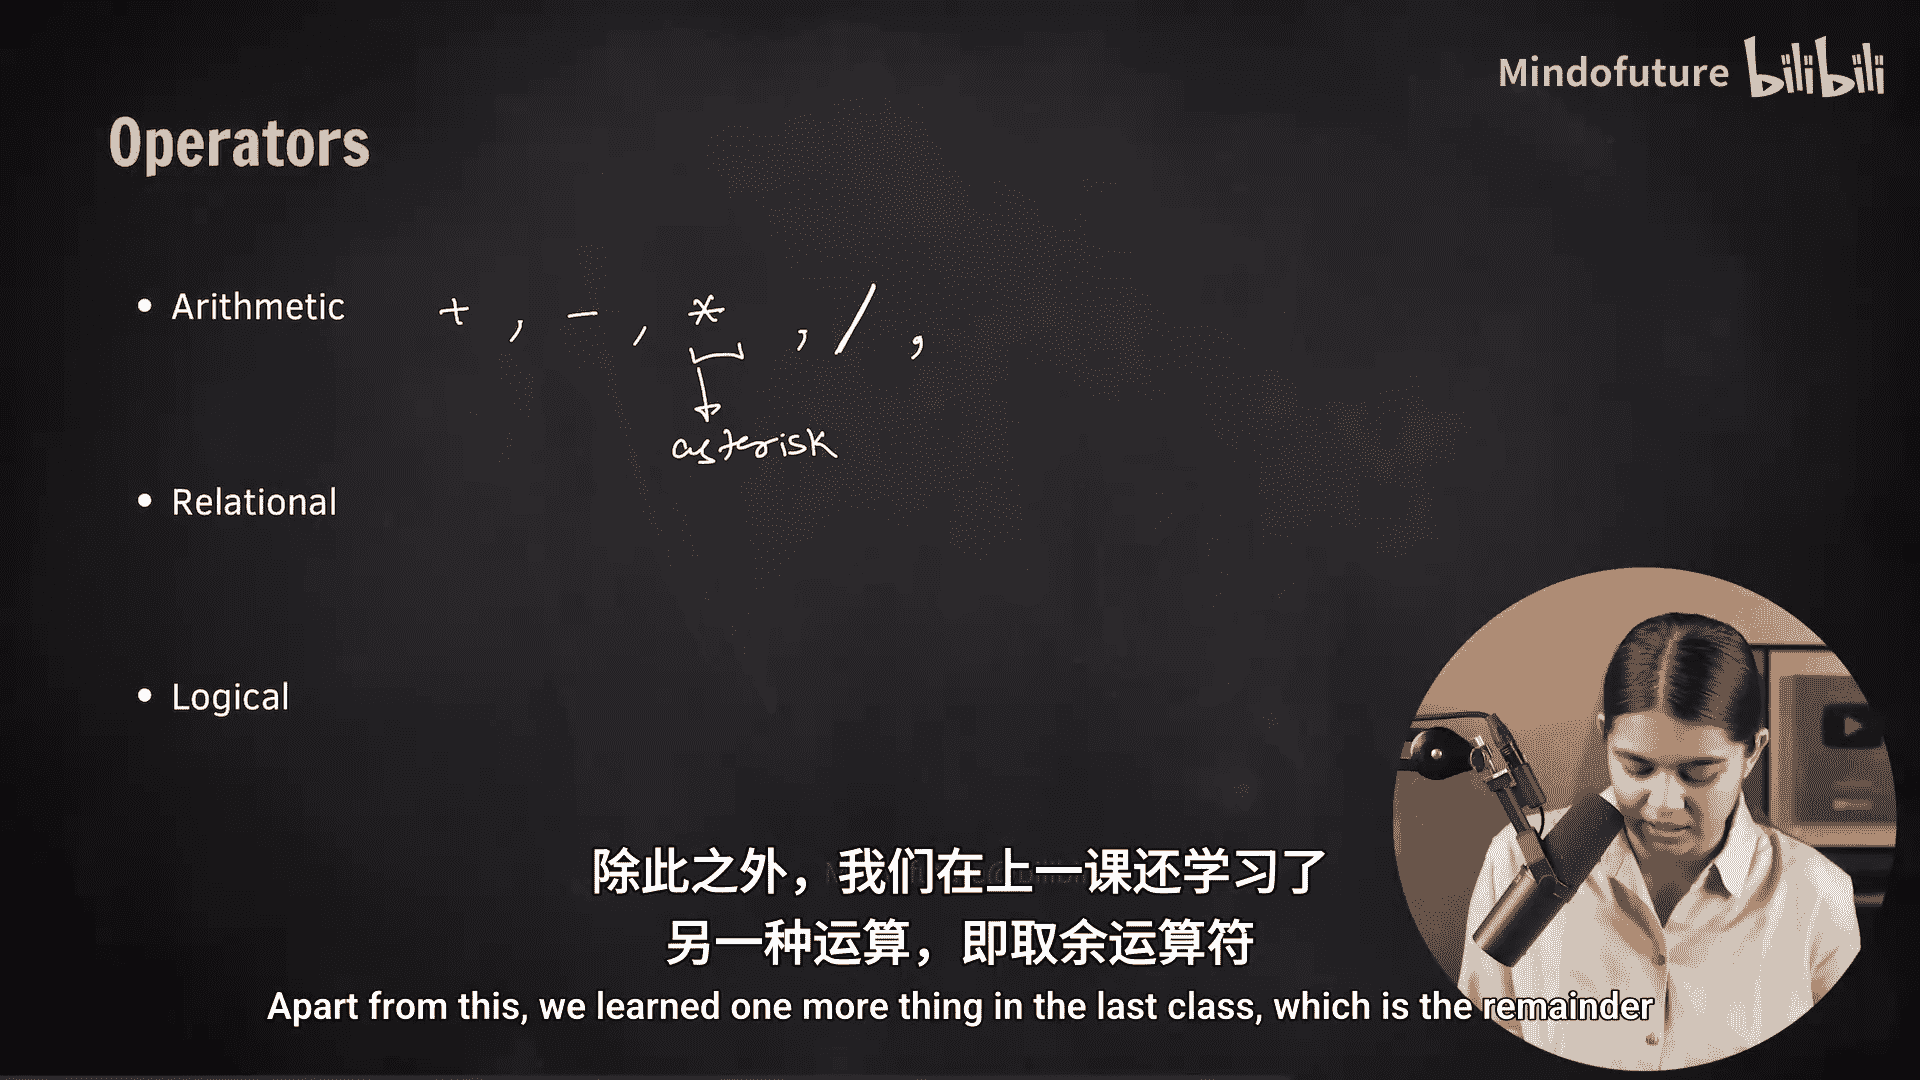 Mindofuture bilibili
Operators
• Arithmetic + , - , * , / ,
asterisk
• Relational
• Logical
除此之外，我们在上一课还学习了
另一种运算，即取余运算符
Apart from this, we learned one more thing in the last class, which is the remainder